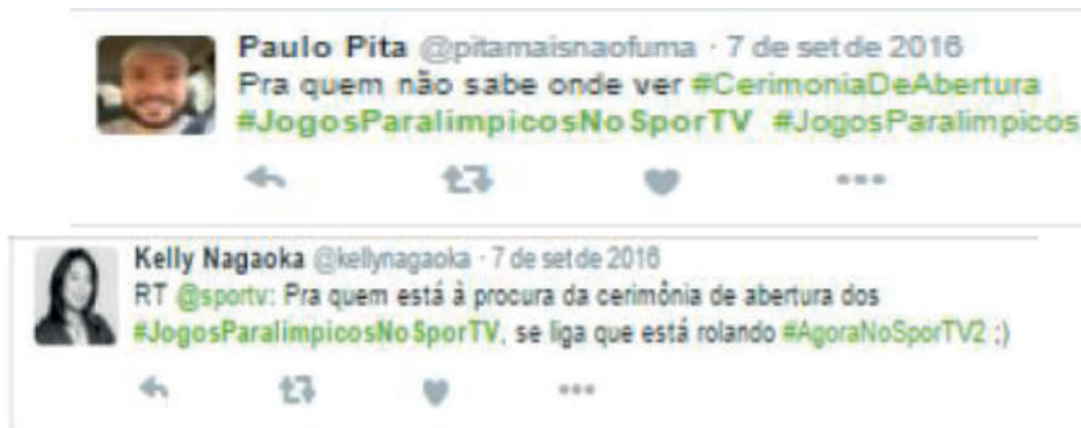 Paulo Pita @pitamaisnaofuma · 7 de set de 2016
Pra quem não sabe onde ver #CerimoniaDeAbertura
#JogosParalimpicosNoSporTV #JogosParalimpicos
Kelly Nagaoka @kellynagaoka · 7 de set de 2016
RT @sportv: Pra quem está à procura da cerimônia de abertura dos
#JogosParalimpicosNoSporTV, se liga que está rolando #AgoraNoSporTV2 ;)